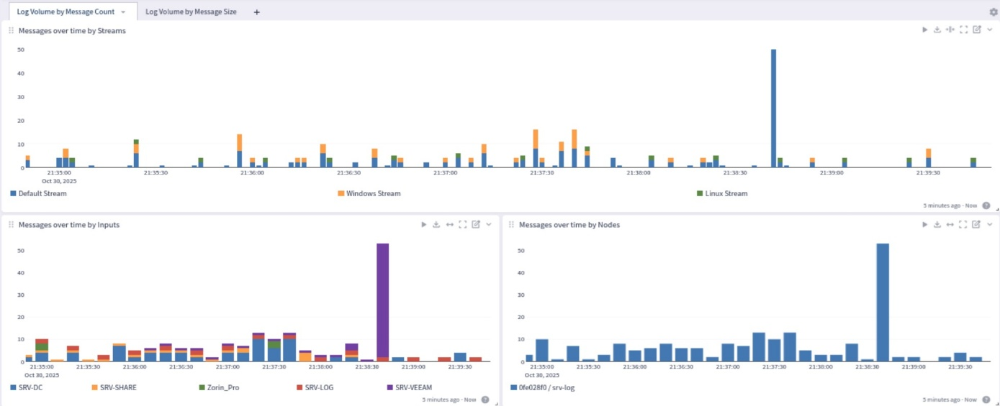 Log Volume by Message Count Log Volume by Message Size +
Messages over time by Streams
50
40
30
20
10
0
21:35:00 21:35:30 21:36:00 21:36:30 21:37:00 21:37:30 21:38:00 21:38:30 21:39:00 21:39:30
Oct 30, 2025
Default Stream Windows Stream Linux Stream
5 minutes ago - Now ?
Messages over time by Inputs
50
40
30
20
10
0
21:35:00 21:35:30 21:36:00 21:36:30 21:37:00 21:37:30 21:38:00 21:38:30 21:39:00 21:39:30
Oct 30, 2025
SRV-DC SRV-SHARE Zorin_Pro SRV-LOG SRV-VEEAM
5 minutes ago - Now ?
Messages over time by Nodes
50
40
30
20
10
0
21:35:00 21:35:30 21:36:00 21:36:30 21:37:00 21:37:30 21:38:00 21:38:30 21:39:00 21:39:30
Oct 30, 2025
0fe028f0 / srv-log
5 minutes ago - Now ?